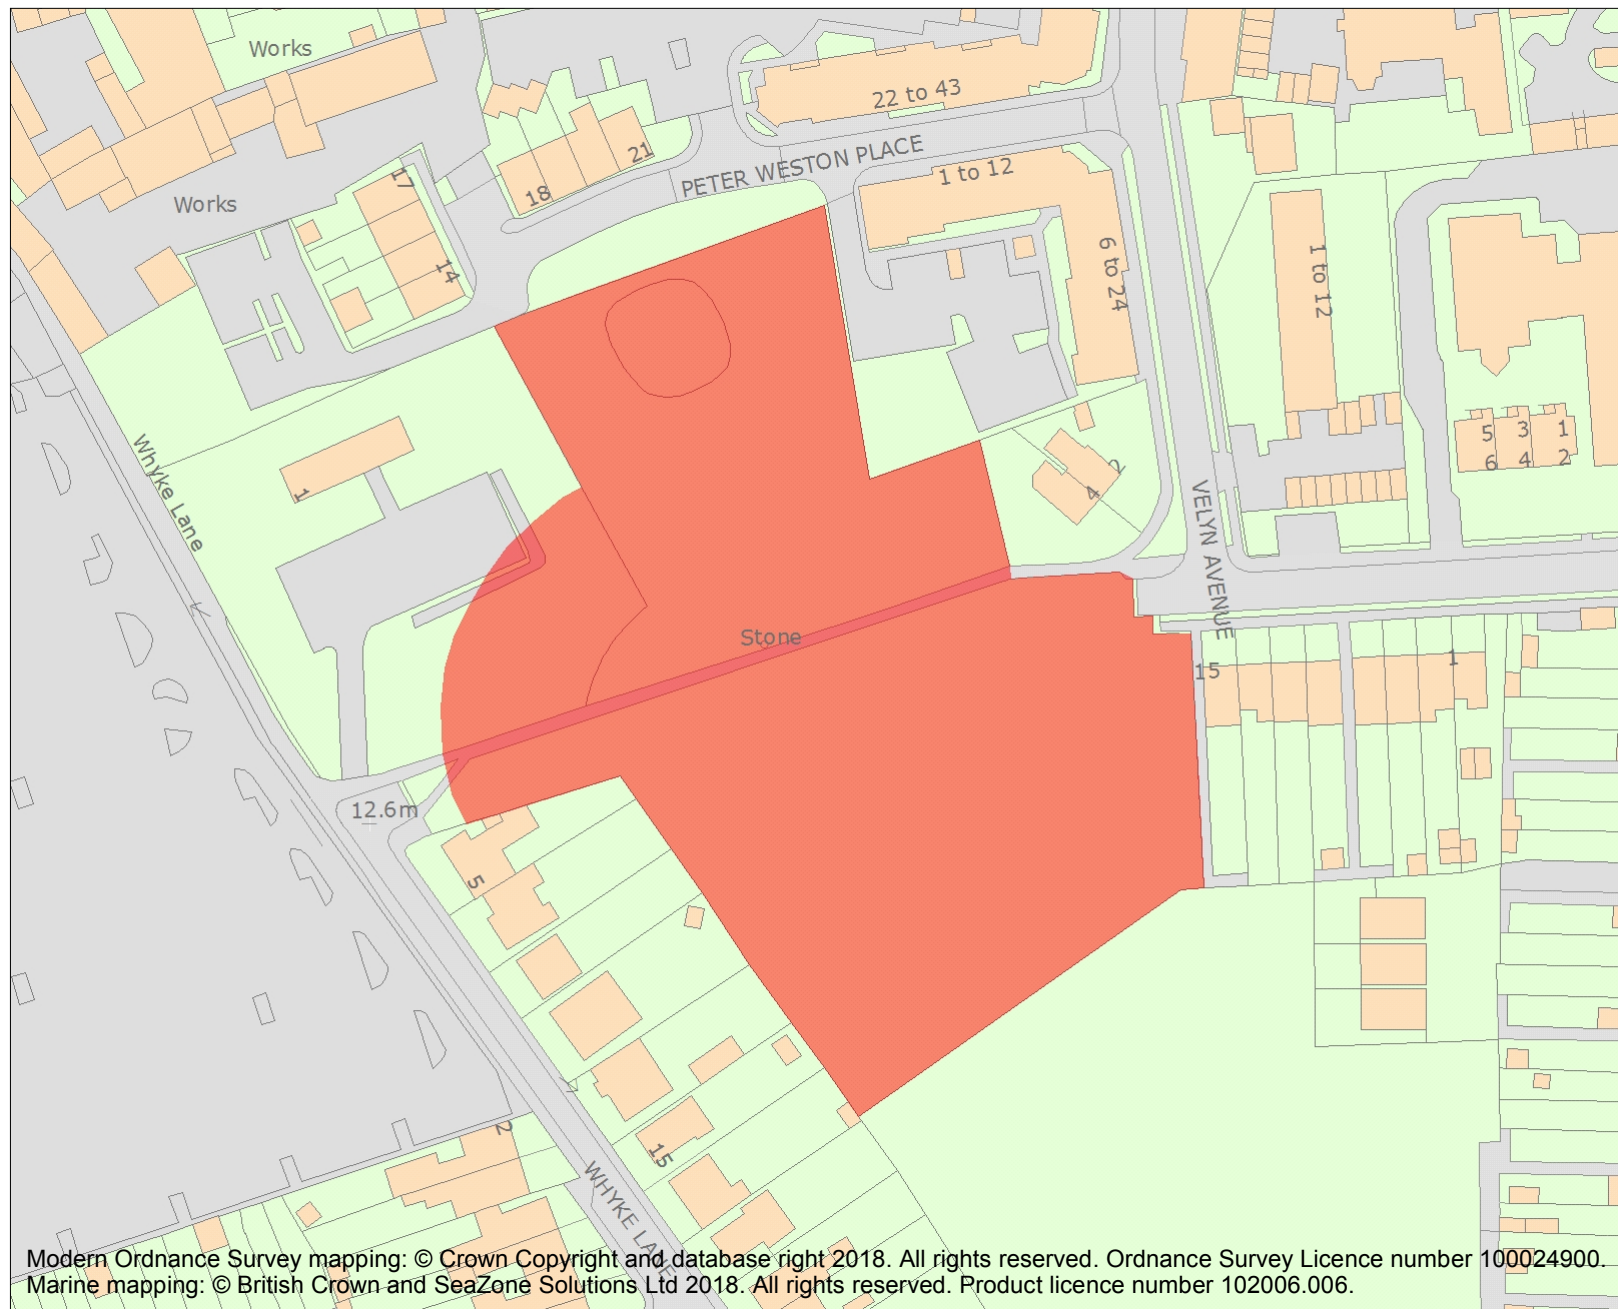 Works
22 to 43
21
PETER WESTON PLACE
18
1 to 12
17
Works
14
6 to 24
1 to 12
5 3 1
6 4 2
2
4
1
Whyke Lane
VELYN AVENUE
Stone
15
1
12.6m
5
2
15
WHYKE LANE
Modern Ordnance Survey mapping: © Crown Copyright and database right 2018. All rights reserved. Ordnance Survey Licence number 100024900.
Marine mapping: © British Crown and SeaZone Solutions Ltd 2018. All rights reserved. Product licence number 102006.006.